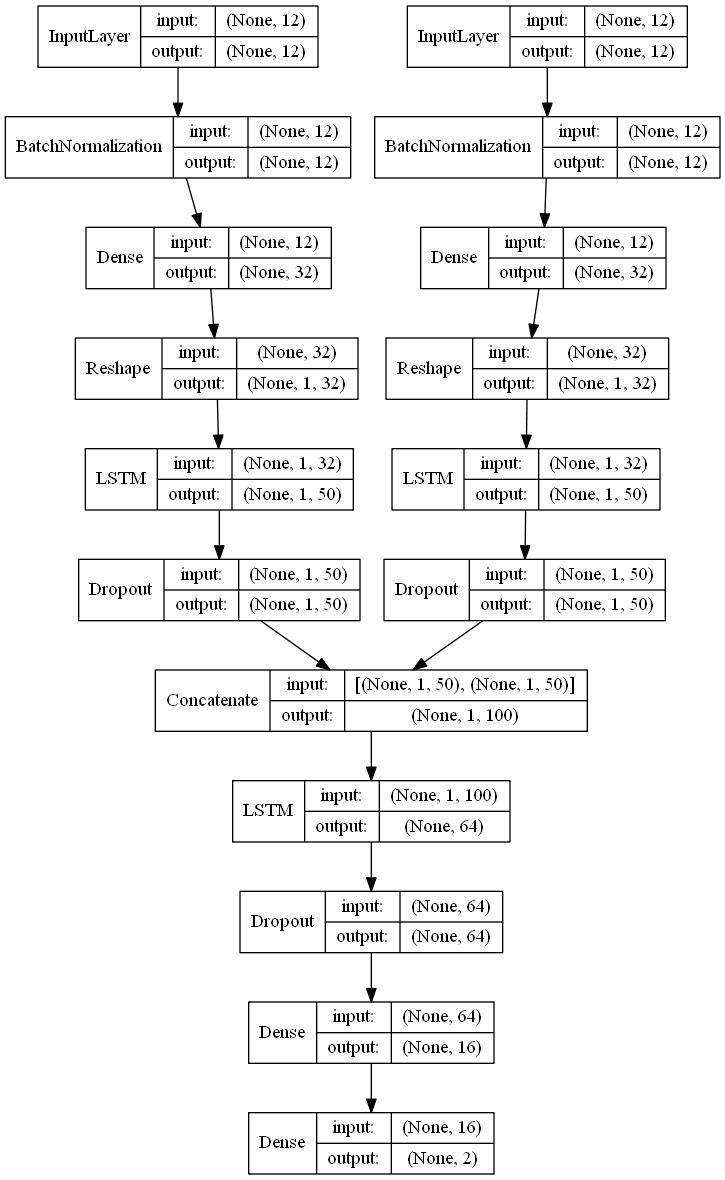 InputLayer input: (None, 12)
output: (None, 12)
InputLayer input: (None, 12)
output: (None, 12)
BatchNormalization input: (None, 12)
output: (None, 12)
BatchNormalization input: (None, 12)
output: (None, 12)
Dense input: (None, 12)
output: (None, 32)
Dense input: (None, 12)
output: (None, 32)
Reshape input: (None, 32)
output: (None, 1, 32)
Reshape input: (None, 32)
output: (None, 1, 32)
LSTM input: (None, 1, 32)
output: (None, 1, 50)
LSTM input: (None, 1, 32)
output: (None, 1, 50)
Dropout input: (None, 1, 50)
output: (None, 1, 50)
Dropout input: (None, 1, 50)
output: (None, 1, 50)
Concatenate input: [(None, 1, 50), (None, 1, 50)]
output: (None, 1, 100)
LSTM input: (None, 1, 100)
output: (None, 64)
Dropout input: (None, 64)
output: (None, 64)
Dense input: (None, 64)
output: (None, 16)
Dense input: (None, 16)
output: (None, 2)